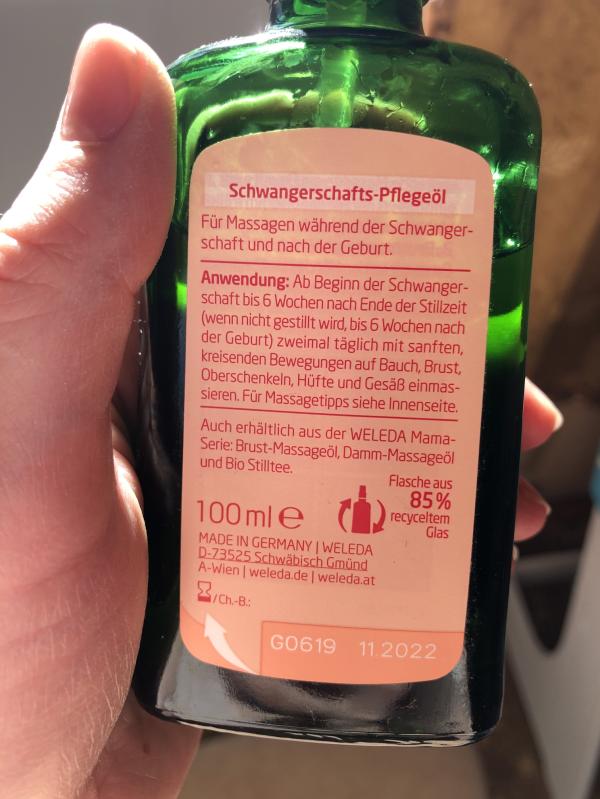 Schwangerschafts-Pflegeöl
Für Massagen während der Schwanger-
schaft und nach der Geburt.
Anwendung: Ab Beginn der Schwanger-
schaft bis 6 Wochen nach Ende der Stillzeit
(wenn nicht gestillt wird, bis 6 Wochen nach
der Geburt) zweimal täglich mit sanften,
kreisenden Bewegungen auf Bauch, Brust,
Oberschenkeln, Hüfte und Gesäß einmas-
sieren. Für Massagetipps siehe Innenseite.
Auch erhältlich aus der WELEDA Mama-
Serie: Brust-Massageöl, Damm-Massageöl
und Bio Stilltee.
Flasche aus
85%
recyceltem
Glas
100 ml ℮
MADE IN GERMANY | WELEDA
D-73525 Schwäbisch Gmünd
A-Wien | weleda.de | weleda.at
/Ch.-B.:
G0619 11.2022